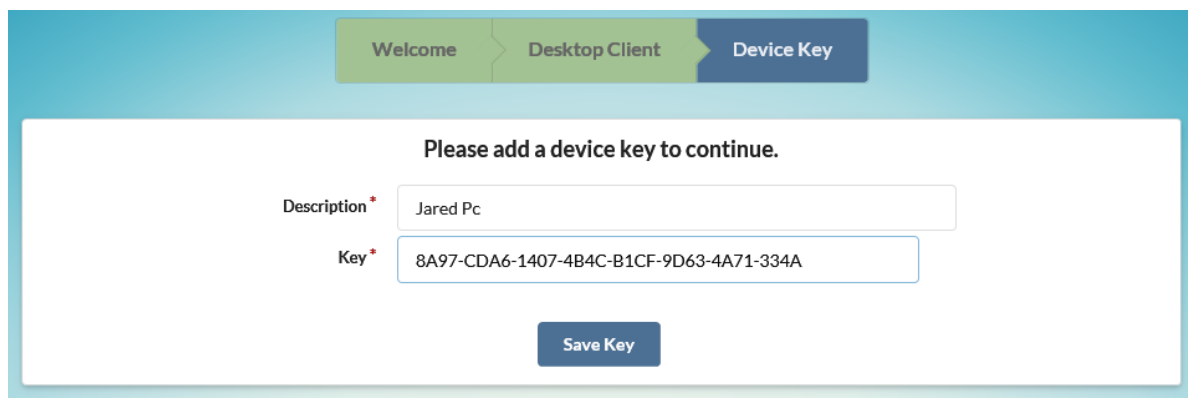 Welcome Desktop Client Device Key
Please add a device key to continue.
Description* Jared Pc
Key* 8A97-CDA6-1407-4B4C-B1CF-9D63-4A71-334A
Save Key